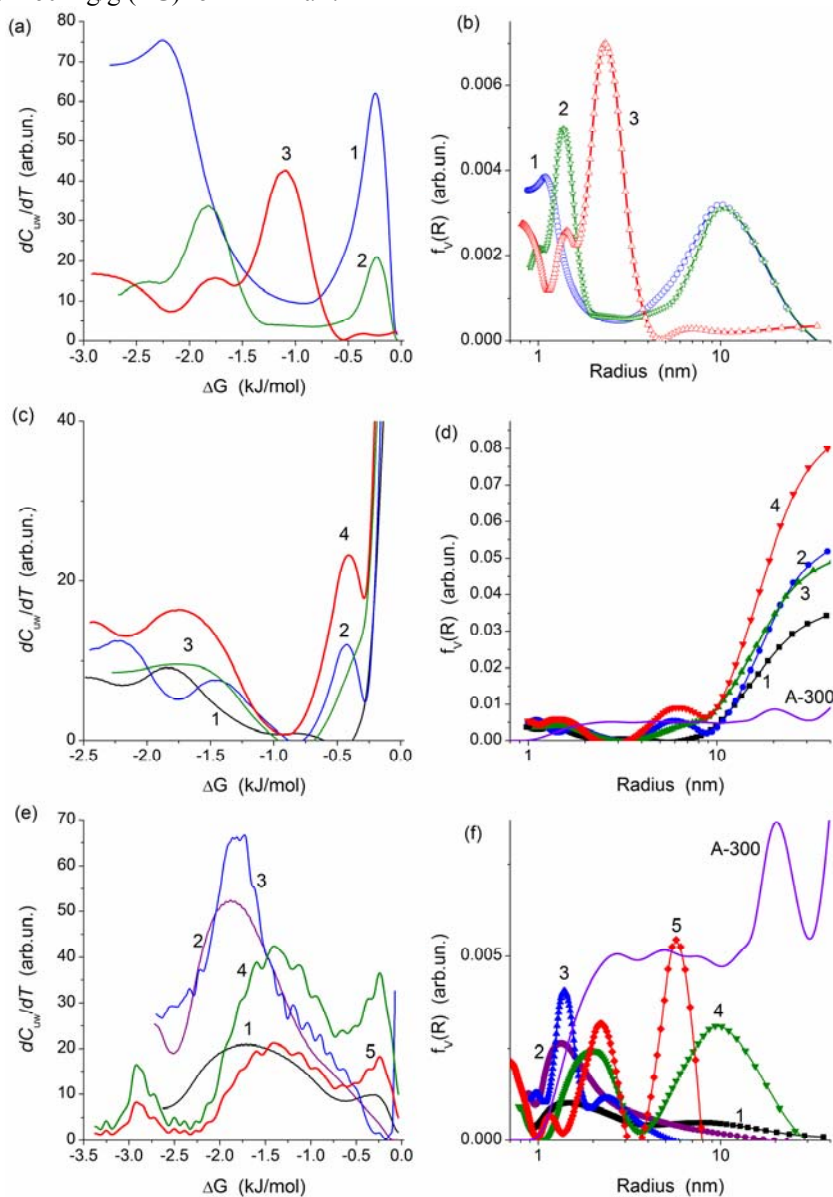 (a)
80
70
60
50
40
30
20
10
0
dC_uw/dT (arb.un.)
1
2
3
-3.0 -2.5 -2.0 -1.5 -1.0 -0.5 0.0
ΔG (kJ/mol)
(b)
0.006
0.004
0.002
0.000
f_V(R) (arb.un.)
1
2
3
1 10
Radius (nm)
(c)
40
20
0
dC_uw/dT (arb.un.)
1
2
3
4
-2.5 -2.0 -1.5 -1.0 -0.5 0.0
ΔG (kJ/mol)
(d)
0.08
0.07
0.06
0.05
0.04
0.03
0.02
0.01
0.00
f_V(R) (arb.un.)
4
2
3
1
A-300
1 10
Radius (nm)
(e)
70
60
50
40
30
20
10
0
dC_uw/dT (arb.un.)
3
2
4
1
5
-3.5 -3.0 -2.5 -2.0 -1.5 -1.0 -0.5 0.0
ΔG (kJ/mol)
(f)
0.005
0.000
f_V(R) (arb.un.)
A-300
5
3
4
2
1
1 10
Radius (nm)